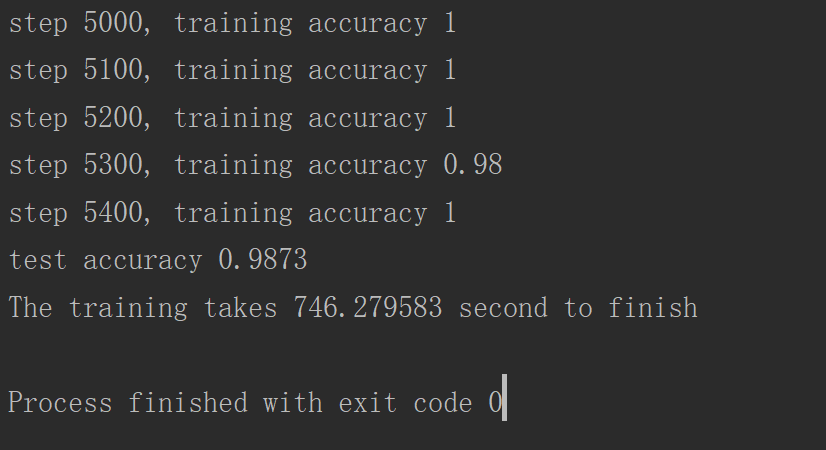 step 5000, training accuracy 1
step 5100, training accuracy 1
step 5200, training accuracy 1
step 5300, training accuracy 0.98
step 5400, training accuracy 1
test accuracy 0.9873
The training takes 746.279583 second to finish
Process finished with exit code 0